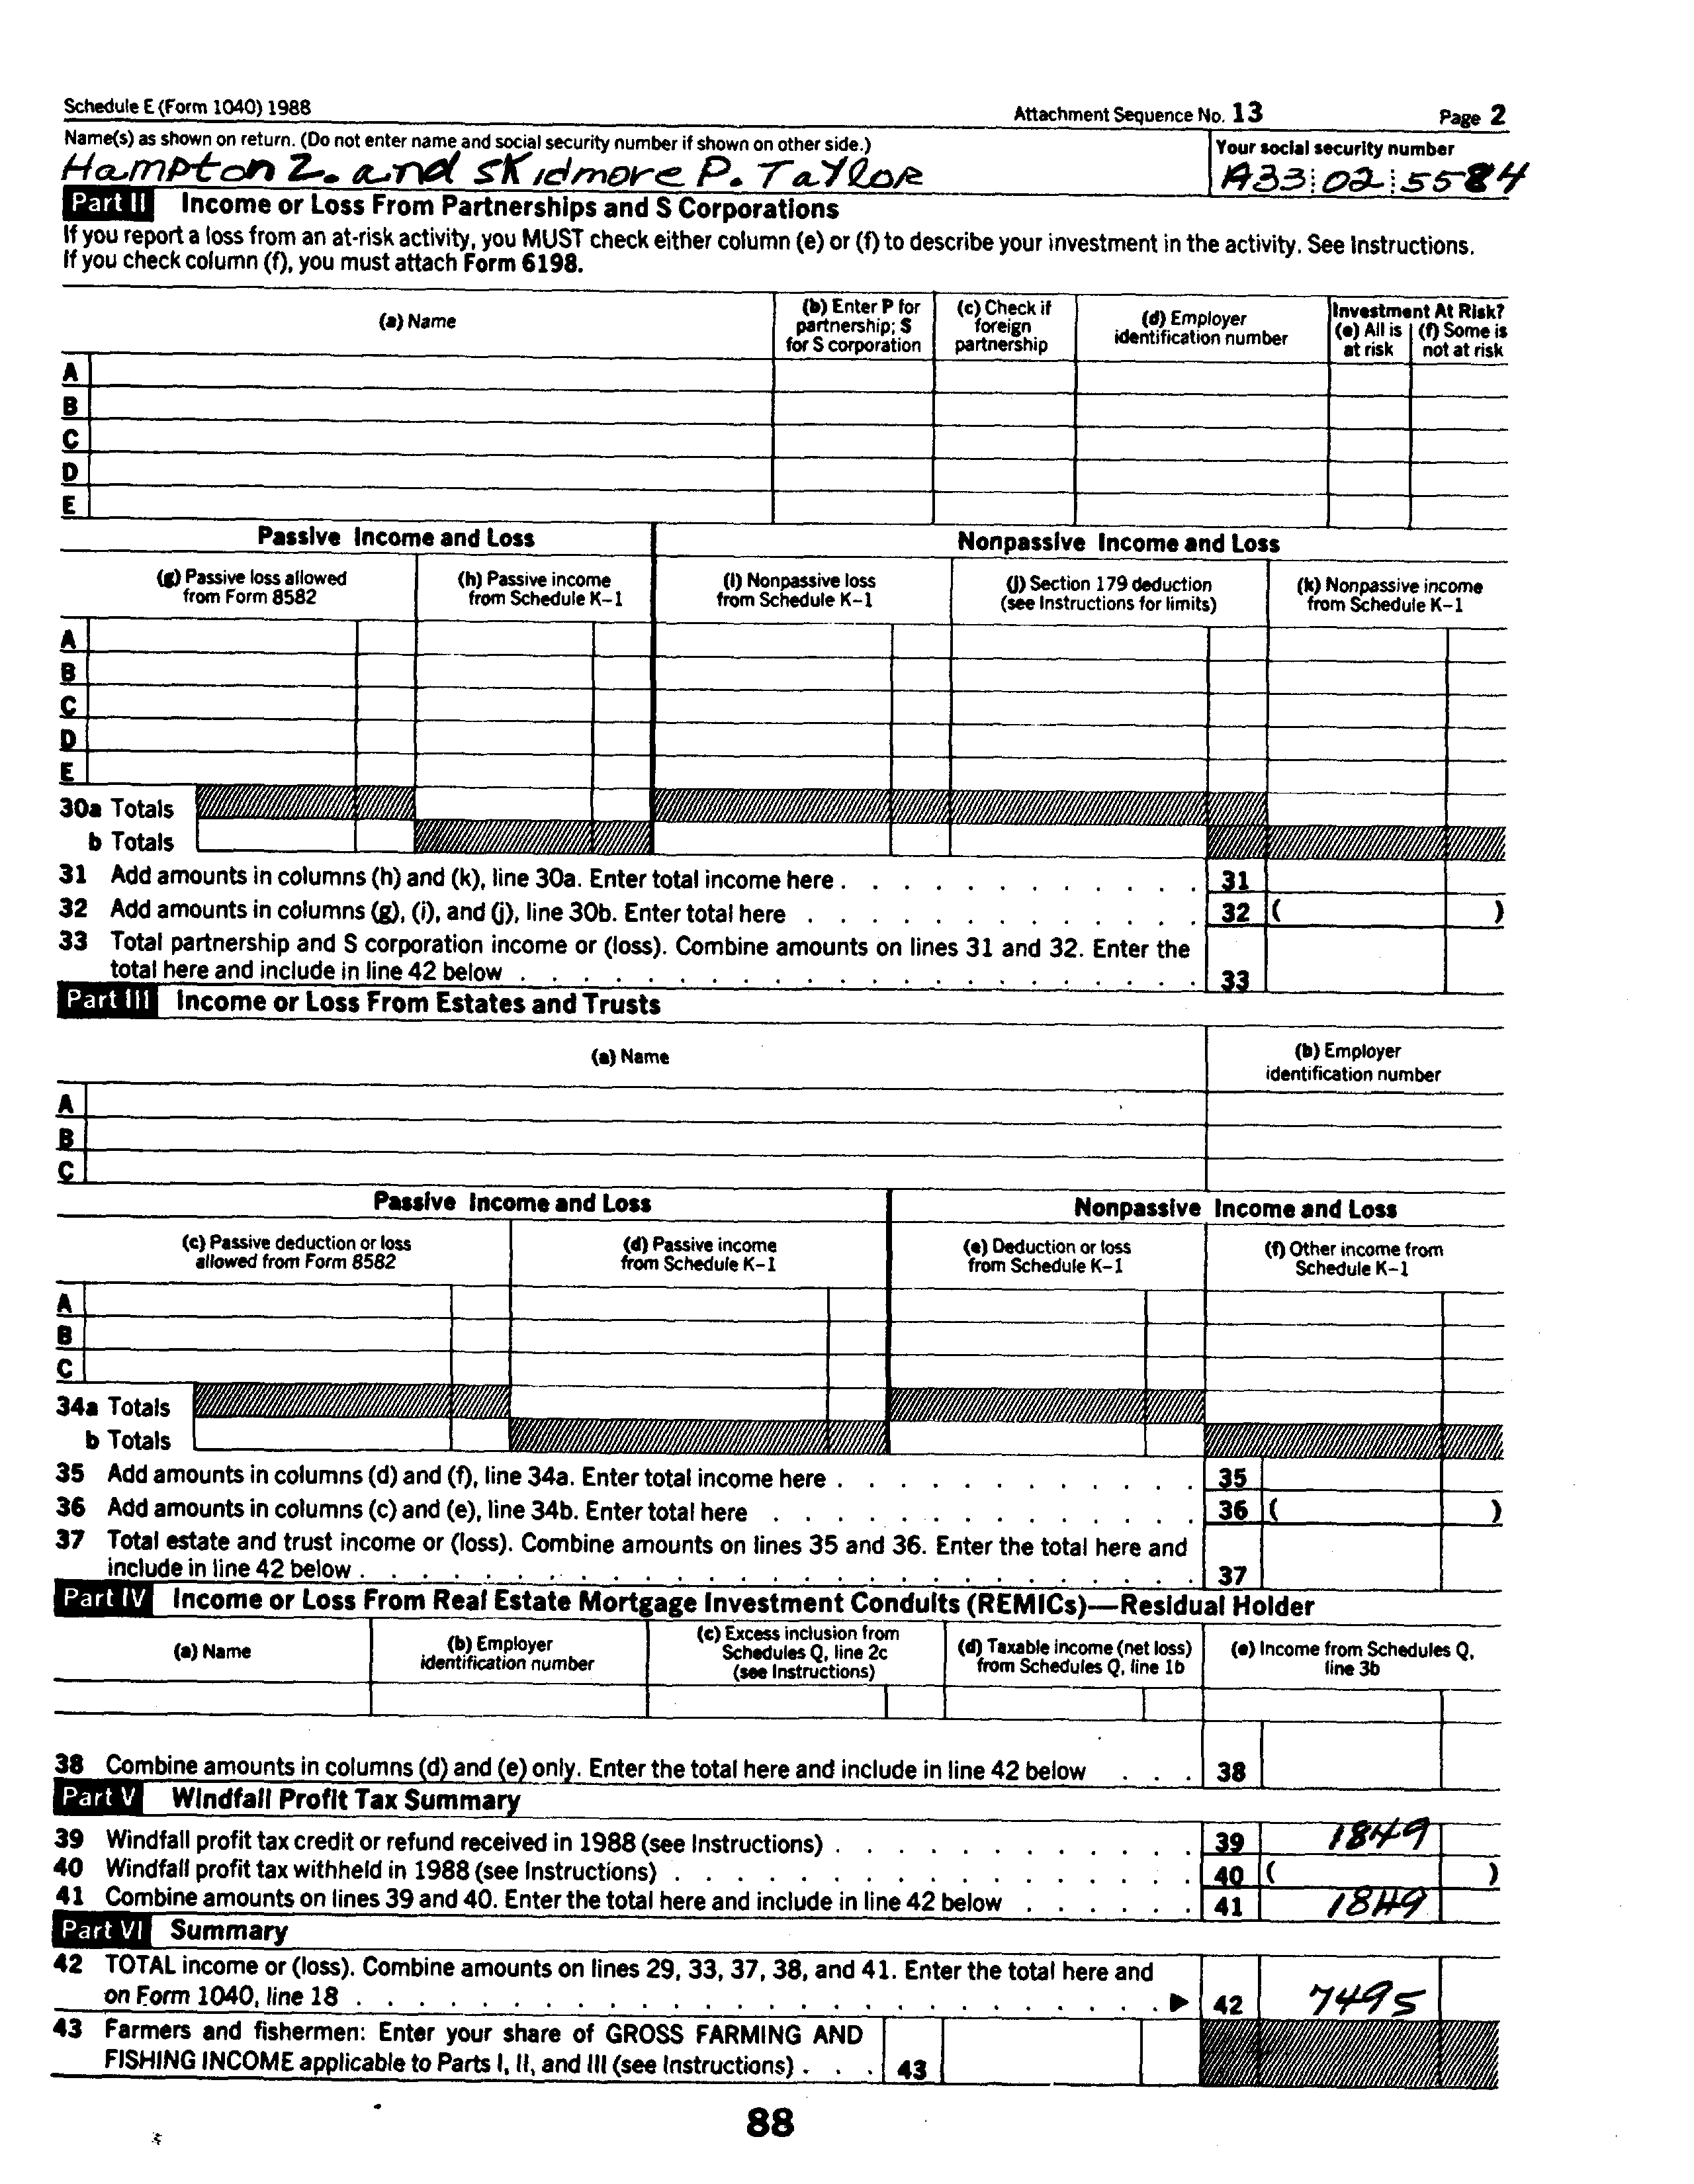 Schedule E (Form 1040) 1988 Attachment Sequence No. 13 Page 2
Name(s) as shown on return. (Do not enter name and social security number if shown on other side.) Your social security number
Hampton Z. and Skidmore P. Taylor A33 02 5584
Part II Income or Loss From Partnerships and S Corporations
If you report a loss from an at-risk activity, you MUST check either column (e) or (f) to describe your investment in the activity. See Instructions.
If you check column (f), you must attach Form 6198.
(a) Name
(b) Enter P for partnership; S for S corporation
(c) Check if foreign partnership
(d) Employer identification number
Investment At Risk?
(e) All is at risk
(f) Some is not at risk
A
B
C
D
E
Passive Income and Loss Nonpassive Income and Loss
(g) Passive loss allowed from Form 8582
(h) Passive income from Schedule K-1
(i) Nonpassive loss from Schedule K-1
(j) Section 179 deduction (see Instructions for limits)
(k) Nonpassive income from Schedule K-1
A
B
C
D
E
30a Totals
b Totals
31 Add amounts in columns (h) and (k), line 30a. Enter total income here . . . . . . . . . . . . 31
32 Add amounts in columns (g), (i), and (j), line 30b. Enter total here . . . . . . . . . . . . . 32 ( )
33 Total partnership and S corporation income or (loss). Combine amounts on lines 31 and 32. Enter the
total here and include in line 42 below . . . . . . . . . . . . . . . . . . . . . . 33
Part III Income or Loss From Estates and Trusts
(a) Name
(b) Employer identification number
A
B
C
Passive Income and Loss Nonpassive Income and Loss
(c) Passive deduction or loss allowed from Form 8582
(d) Passive income from Schedule K-1
(e) Deduction or loss from Schedule K-1
(f) Other income from Schedule K-1
A
B
C
34a Totals
b Totals
35 Add amounts in columns (d) and (f), line 34a. Enter total income here . . . . . . . . . . . . 35
36 Add amounts in columns (c) and (e), line 34b. Enter total here . . . . . . . . . . . . . . 36 ( )
37 Total estate and trust income or (loss). Combine amounts on lines 35 and 36. Enter the total here and
include in line 42 below . . . . . . . . . . . . . . . . . . . . . . . . . . . 37
Part IV Income or Loss From Real Estate Mortgage Investment Conduits (REMICs)—Residual Holder
(a) Name
(b) Employer identification number
(c) Excess inclusion from Schedules Q, line 2c (see Instructions)
(d) Taxable income (net loss) from Schedules Q, line 1b
(e) Income from Schedules Q, line 3b
38 Combine amounts in columns (d) and (e) only. Enter the total here and include in line 42 below . . . 38
Part V Windfall Profit Tax Summary
39 Windfall profit tax credit or refund received in 1988 (see Instructions) . . . . . . . . . . . . 39 1849
40 Windfall profit tax withheld in 1988 (see Instructions) . . . . . . . . . . . . . . . . . 40 ( )
41 Combine amounts on lines 39 and 40. Enter the total here and include in line 42 below . . . . . . 41 1849
Part VI Summary
42 TOTAL income or (loss). Combine amounts on lines 29, 33, 37, 38, and 41. Enter the total here and
on Form 1040, line 18 . . . . . . . . . . . . . . . . . . . . . . . . . . ▶ 42 7495
43 Farmers and fishermen: Enter your share of GROSS FARMING AND
FISHING INCOME applicable to Parts I, II, and III (see Instructions) . . . 43
88